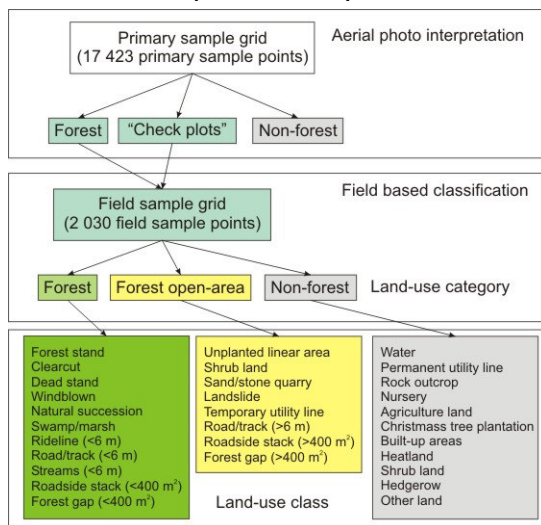 Primary sample grid
(17 423 primary sample points)
Aerial photo interpretation
Forest
"Check plots"
Non-forest
Field sample grid
(2 030 field sample points)
Field based classification
Forest
Forest open-area
Non-forest
Land-use category
Forest stand
Clearcut
Dead stand
Windblown
Natural succession
Swamp/marsh
Rideline (<6 m)
Road/track (<6 m)
Streams (<6 m)
Roadside stack (<400 m²)
Forest gap (<400 m²)
Unplanted linear area
Shrub land
Sand/stone quarry
Landslide
Temporary utility line
Road/track (>6 m)
Roadside stack (>400 m²)
Forest gap (>400 m²)
Water
Permanent utility line
Rock outcrop
Nursery
Agriculture land
Christmass tree plantation
Built-up areas
Heatland
Shrub land
Hedgerow
Other land
Land-use class